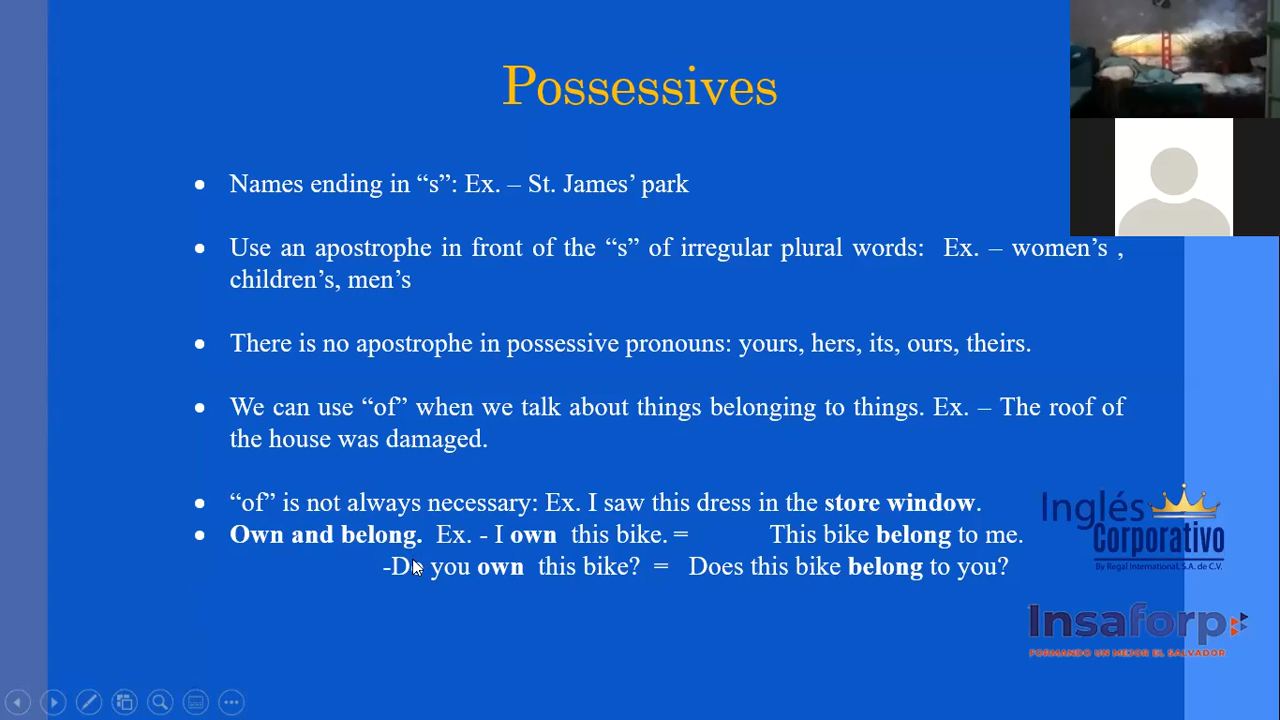 Possessives
• Names ending in “s”: Ex. – St. James’ park
• Use an apostrophe in front of the “s” of irregular plural words: Ex. – women’s ,
children’s, men’s
• There is no apostrophe in possessive pronouns: yours, hers, its, ours, theirs.
• We can use “of” when we talk about things belonging to things. Ex. – The roof of
the house was damaged.
• “of” is not always necessary: Ex. I saw this dress in the store window.
• Own and belong. Ex. - I own this bike. = This bike belong to me.
-Do you own this bike? = Does this bike belong to you?
Inglés
Corporativo
By Regal International, S.A. de C.V.
Insaforp
FORMANDO UN MEJOR EL SALVADOR